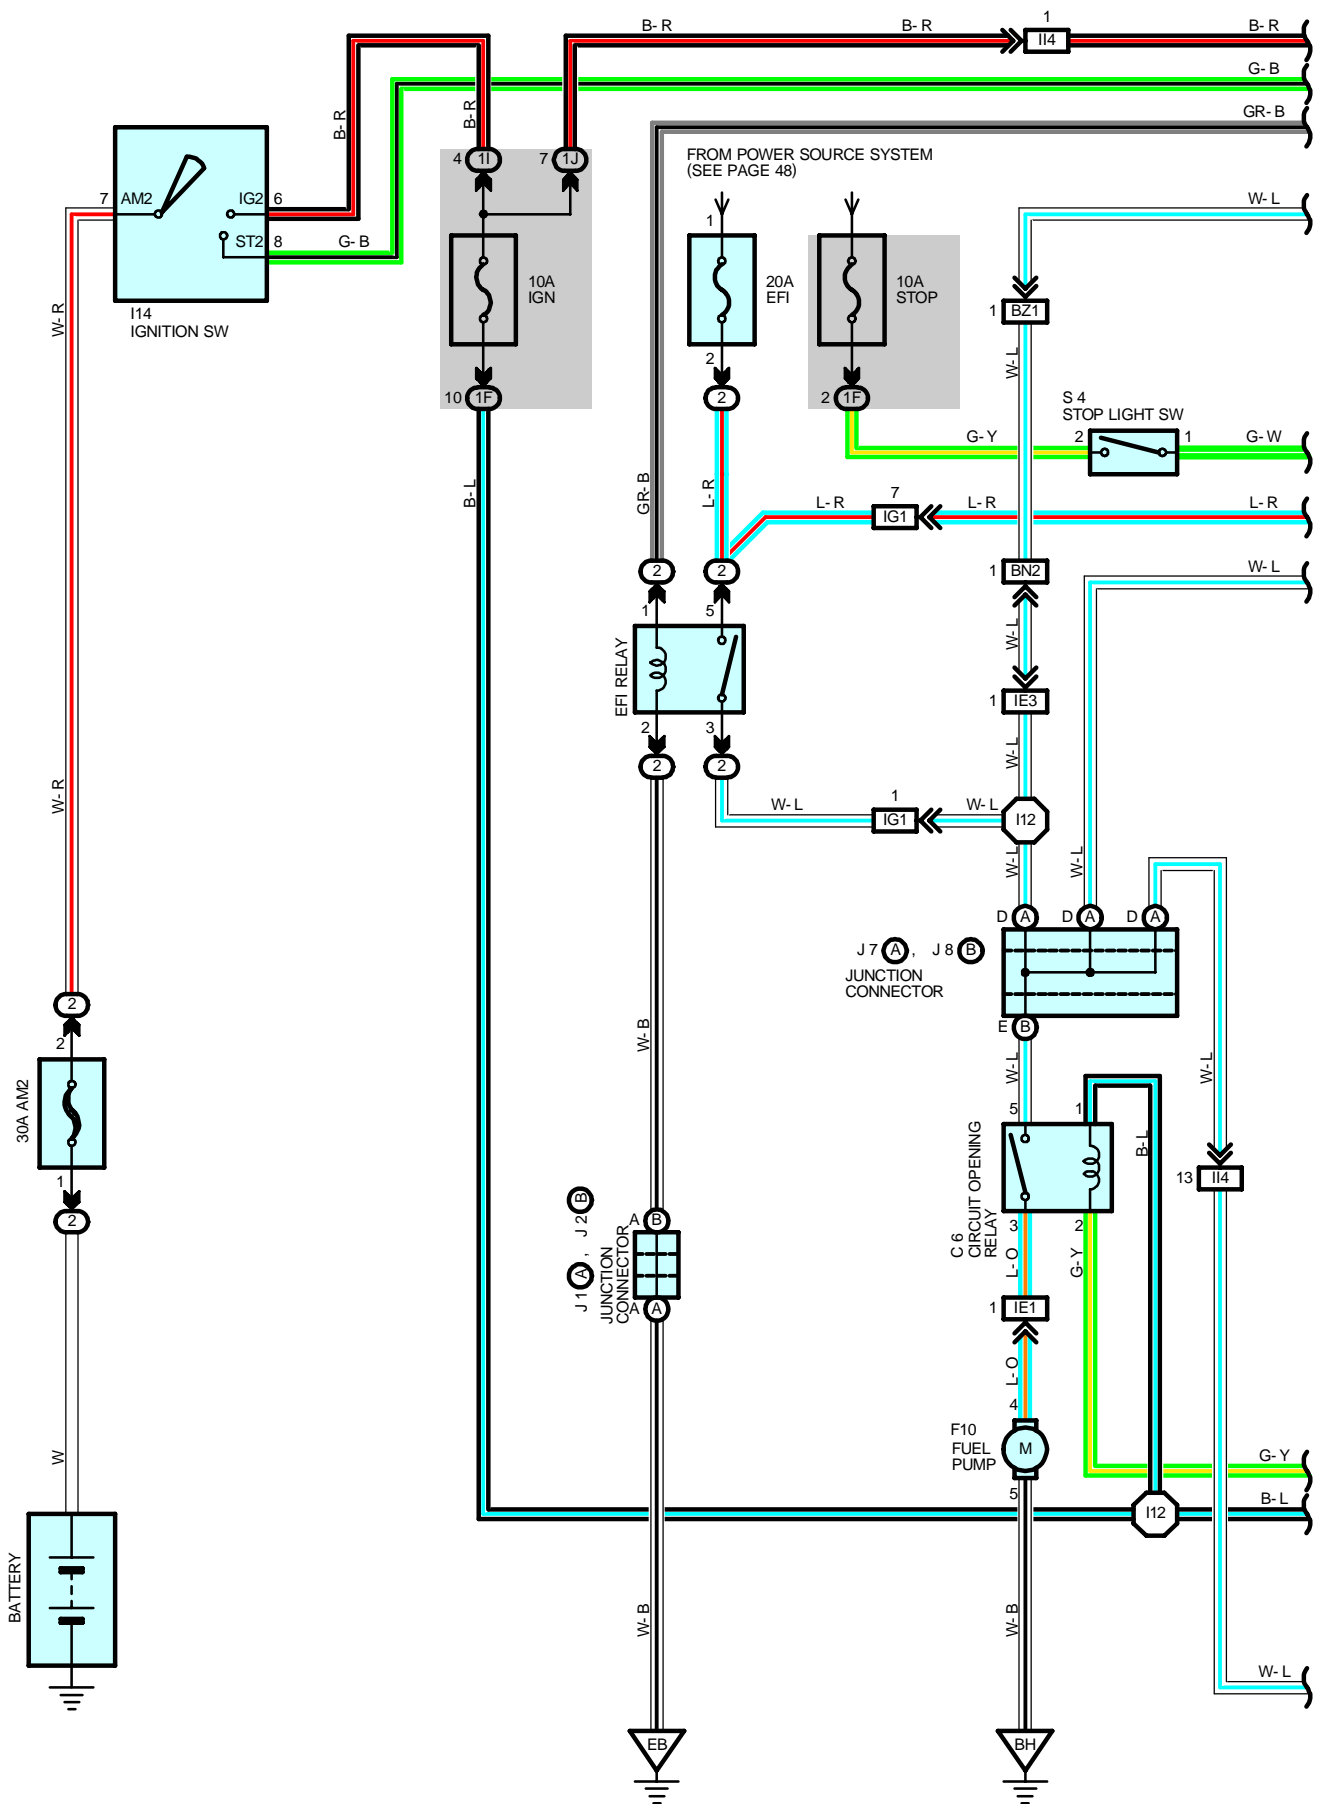 1
B-R
B-R
II4
B-R
G-B
GR-B
B-R
B-R
4
1I
7
1J
FROM POWER SOURCE SYSTEM
(SEE PAGE 48)
7
AM2
IG2
6
ST2
8
G-B
W-L
1
10A
IGN
20A
EFI
10A
STOP
1
BZ1
I14
IGNITION SW
W-R
2
W-L
10
1F
2
2
1F
S 4
STOP LIGHT SW
G-Y
2
1
G-W
B-L
GR-B
L-R
L-R
7
IG1
L-R
L-R
2
2
1
BN2
W-L
1
5
W-L
EFI RELAY
2
3
1
IE3
2
2
W-L
W-R
W-L
1
IG1
W-L
I12
W-L
W-L
D
A
D
A
D
A
J 7
A
,
J 8
B
JUNCTION
CONNECTOR
2
E
B
2
W-B
W-L
W-L
30A AM2
5
1
B-L
1
C 6
CIRCUIT OPENING
RELAY
13
II4
2
J 1
A
,
J 2
B
JUNCTION
CONNECTOR
A
B
3
2
L-O
G-Y
A
A
1
IE1
L-O
4
F10
FUEL
PUMP
M
W
G-Y
5
B-L
I12
BATTERY
W-B
W-B
W-L
EB
BH